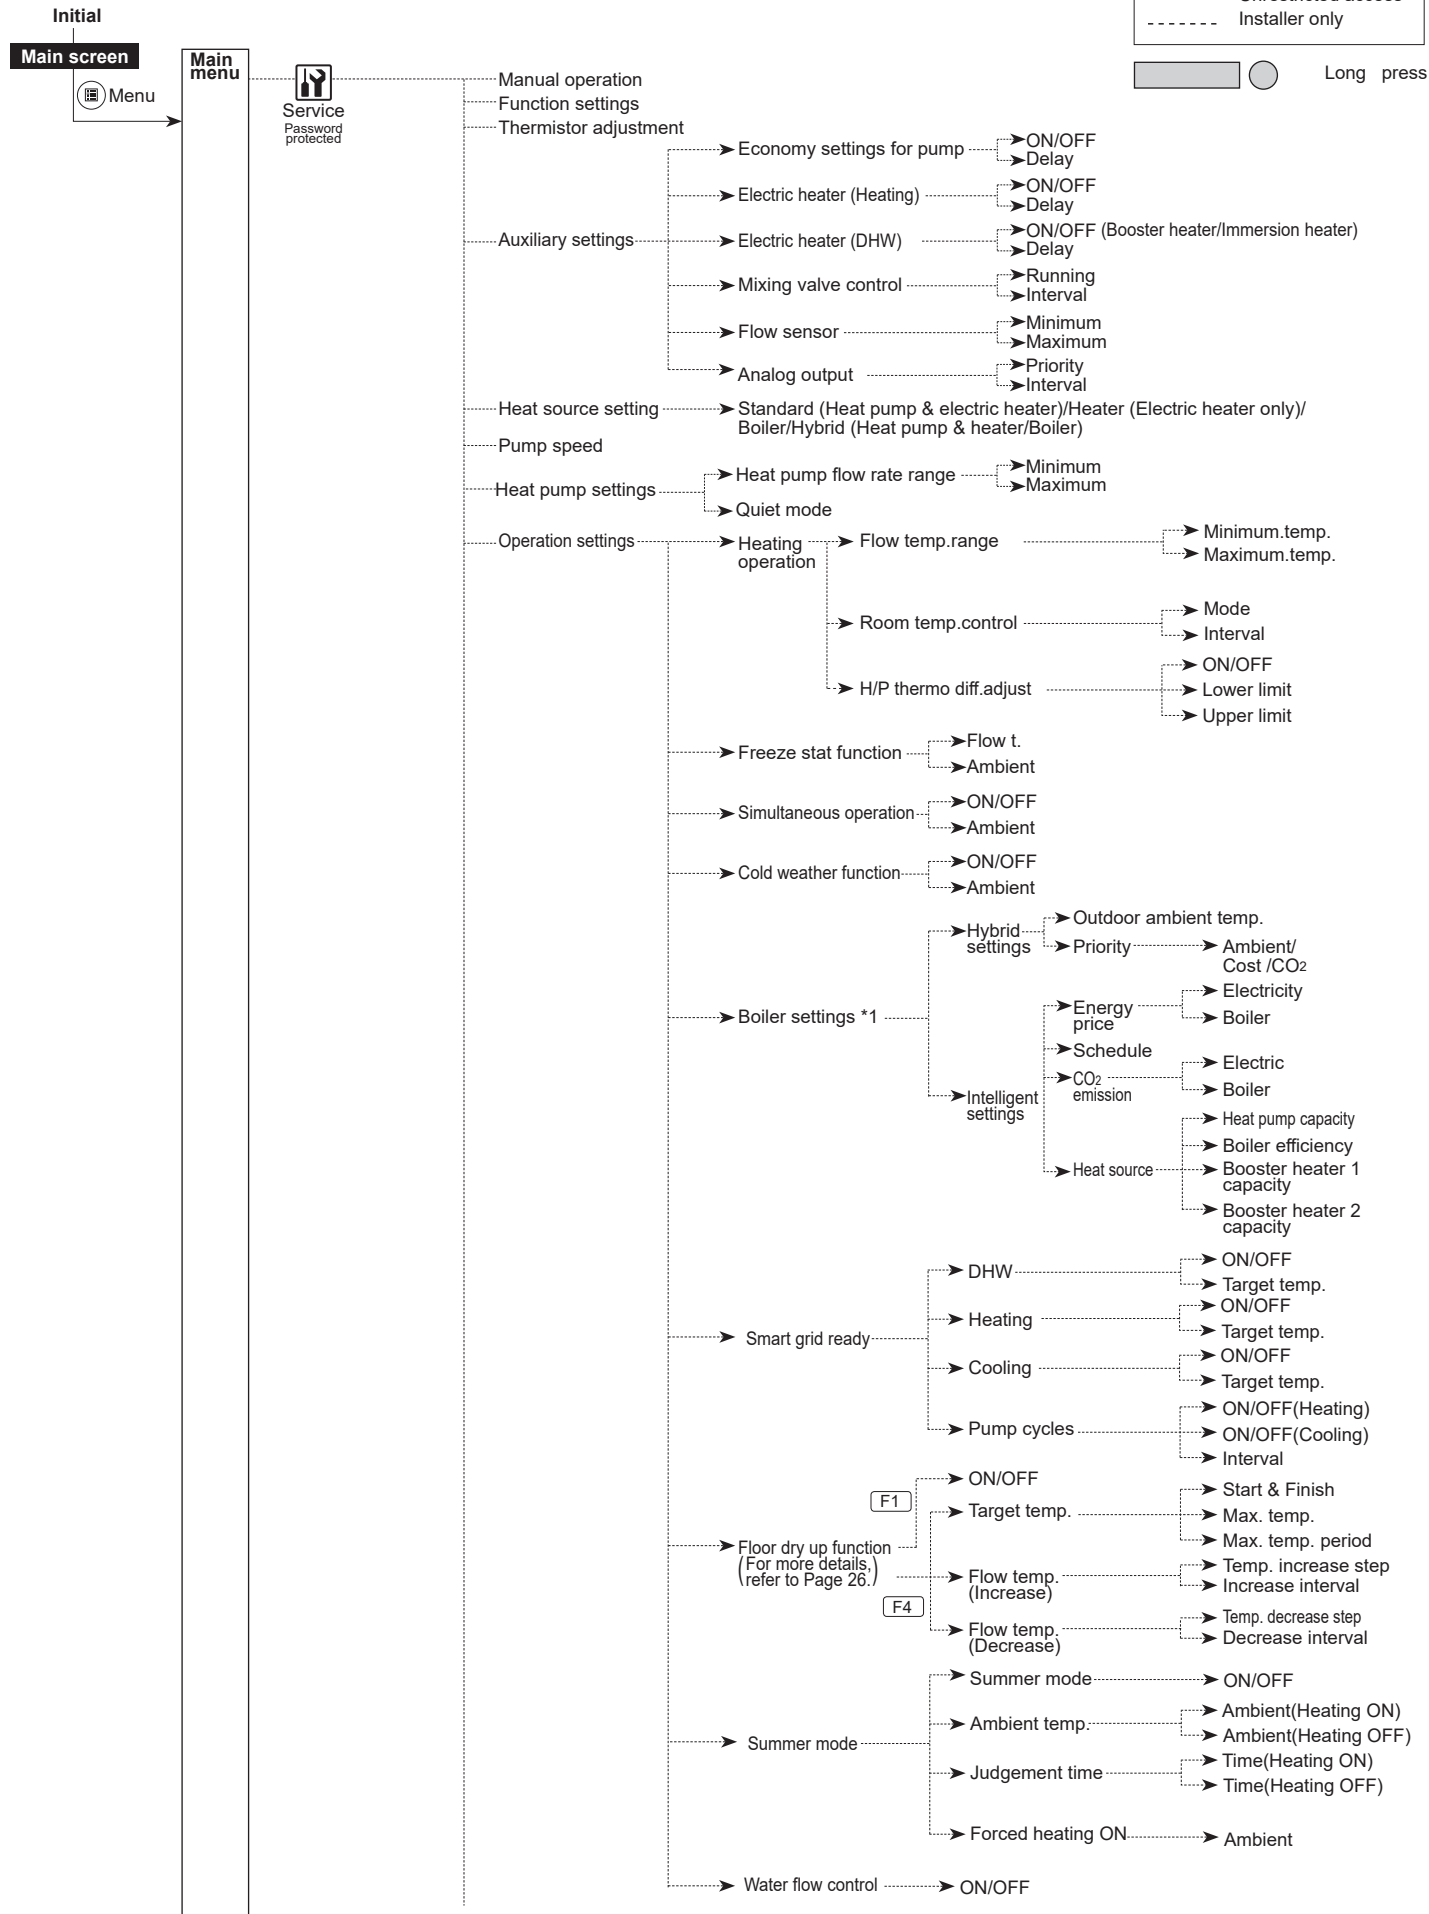 Initial
Main screen
Menu
Main
menu
Service
Password
protected
Installer only
Long press
Manual operation
Function settings
Thermistor adjustment
Auxiliary settings
Economy settings for pump
ON/OFF
Delay
Electric heater (Heating)
ON/OFF
Delay
Electric heater (DHW)
ON/OFF (Booster heater/Immersion heater)
Delay
Mixing valve control
Running
Interval
Flow sensor
Minimum
Maximum
Analog output
Priority
Interval
Heat source setting
Standard (Heat pump & electric heater)/Heater (Electric heater only)/
Boiler/Hybrid (Heat pump & heater/Boiler)
Pump speed
Heat pump settings
Heat pump flow rate range
Minimum
Maximum
Quiet mode
Operation settings
Heating
operation
Flow temp.range
Minimum.temp.
Maximum.temp.
Room temp.control
Mode
Interval
H/P thermo diff.adjust
ON/OFF
Lower limit
Upper limit
Freeze stat function
Flow t.
Ambient
Simultaneous operation
ON/OFF
Ambient
Cold weather function
ON/OFF
Ambient
Boiler settings *1
Hybrid
settings
Outdoor ambient temp.
Priority
Ambient/
Cost /CO2
Intelligent
settings
Energy
price
Electricity
Boiler
Schedule
CO2
emission
Electric
Boiler
Heat source
Heat pump capacity
Boiler efficiency
Booster heater 1
capacity
Booster heater 2
capacity
Smart grid ready
DHW
ON/OFF
Target temp.
Heating
ON/OFF
Target temp.
Cooling
ON/OFF
Target temp.
Pump cycles
ON/OFF(Heating)
ON/OFF(Cooling)
Interval
Floor dry up function
(For more details,
refer to Page 26.)
F1
ON/OFF
F4
Target temp.
Start & Finish
Max. temp.
Max. temp. period
Flow temp.
(Increase)
Temp. increase step
Increase interval
Flow temp.
(Decrease)
Temp. decrease step
Decrease interval
Summer mode
Summer mode
ON/OFF
Ambient temp.
Ambient(Heating ON)
Ambient(Heating OFF)
Judgement time
Time(Heating ON)
Time(Heating OFF)
Forced heating ON
Ambient
Water flow control
ON/OFF